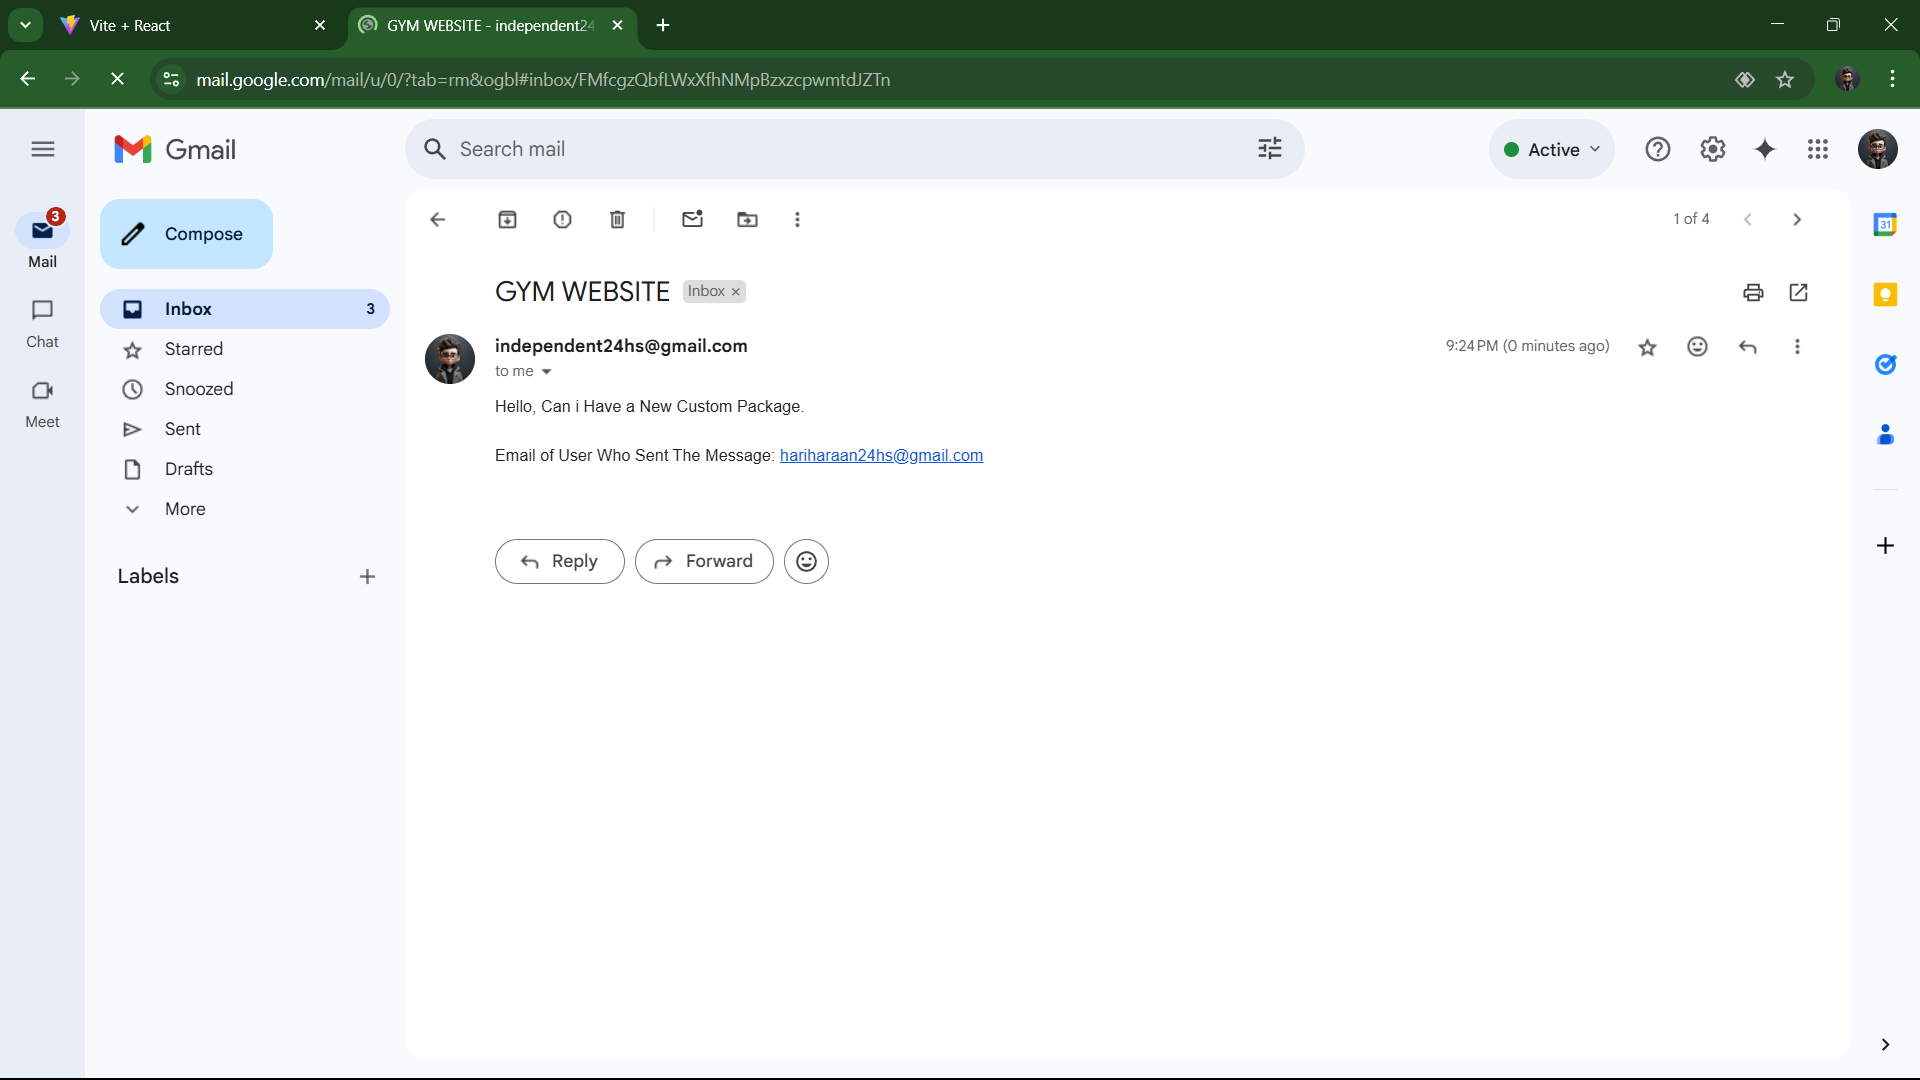 Vite + React
GYM WEBSITE - independent24
mail.google.com/mail/u/0/?tab=rm&ogbl#inbox/FMfcgzQbfLWxXfhNMpBzxzcpwmtdJZTn
Gmail
Search mail
Active
3
Mail
Chat
Meet
Compose
Inbox 3
Starred
Snoozed
Sent
Drafts
More
Labels
1 of 4
GYM WEBSITE Inbox ×
independent24hs@gmail.com
9:24 PM (0 minutes ago)
to me
Hello, Can i Have a New Custom Package.
Email of User Who Sent The Message: hariharaan24hs@gmail.com
Reply
Forward
31